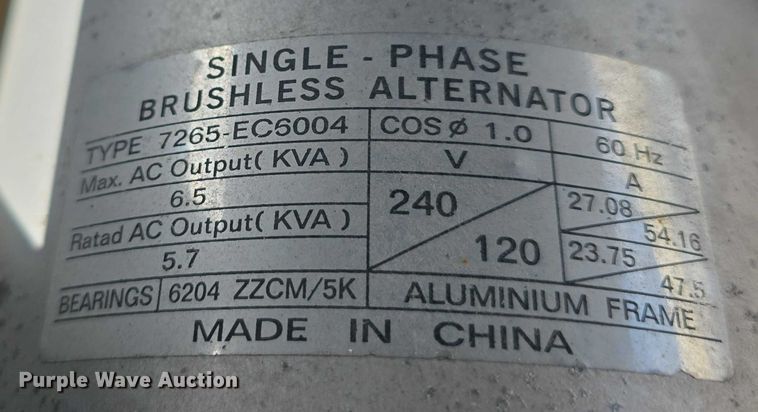 SINGLE - PHASE
BRUSHLESS ALTERNATOR
TYPE 7265-EC6004 COS ø 1.0 60 Hz
Max. AC Output( KVA ) V A
6.5 240 27.08
54.16
Ratad AC Output( KVA ) 120 23.75
5.7 47.5
BEARINGS 6204 ZZCM/5K ALUMINIUM FRAME
MADE IN CHINA
Purple Wave Auction